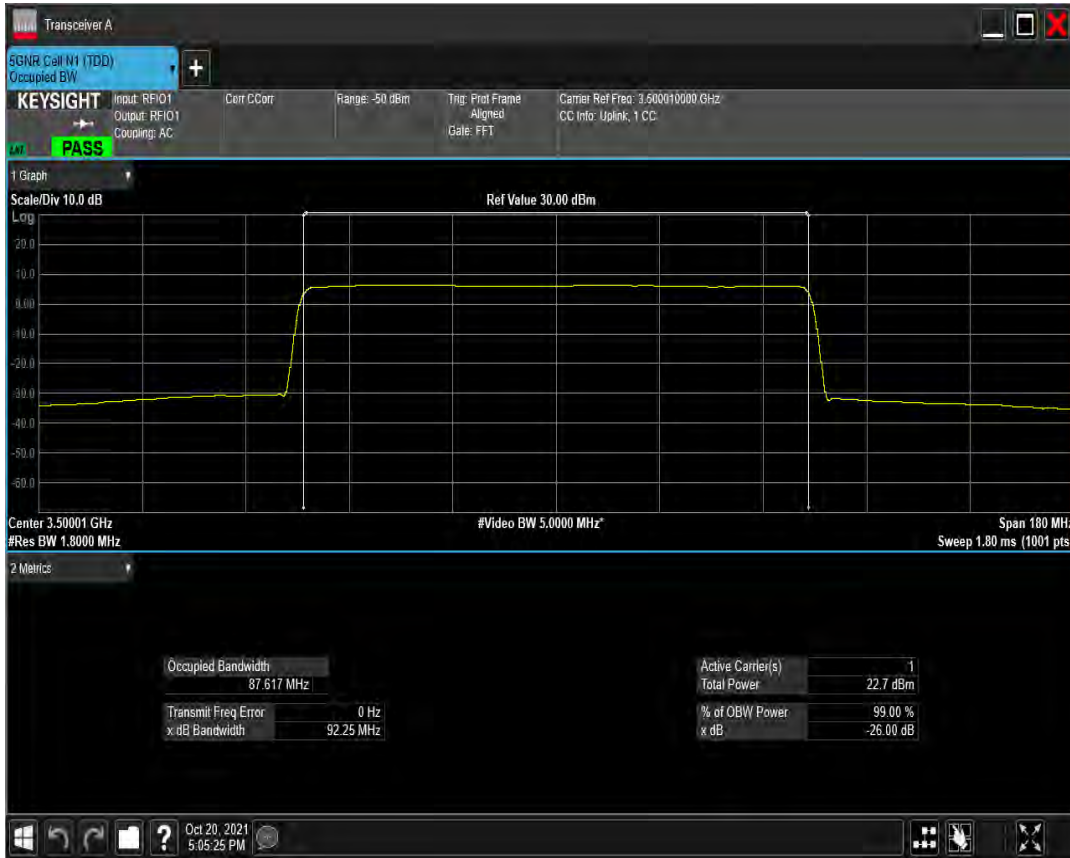 Transceiver A
5GNR Cell N1 (TDD)
Occupied BW
+
KEYSIGHT
Input: RFIO1
Output: RFIO1
Coupling: AC
Corr CCorr
Range: -50 dBm
Trig: Prot Frame
Aligned
Gate: FFT
Carrier Ref Freq: 3.500010000 GHz
CC Info: Uplink, 1 CC
PASS
1 Graph
Scale/Div 10.0 dB
Ref Value 30.00 dBm
Log
20.0
10.0
0.00
-10.0
-20.0
-30.0
-40.0
-50.0
-60.0
Center 3.50001 GHz
#Video BW 5.0000 MHz*
Span 180 MHz
#Res BW 1.8000 MHz
Sweep 1.80 ms (1001 pts
2 Metrics
Occupied Bandwidth
87.617 MHz
Transmit Freq Error 0 Hz
x dB Bandwidth 92.25 MHz
Active Carrier(s) 1
Total Power 22.7 dBm
% of OBW Power 99.00 %
x dB -26.00 dB
?
Oct 20, 2021
5:05:25 PM